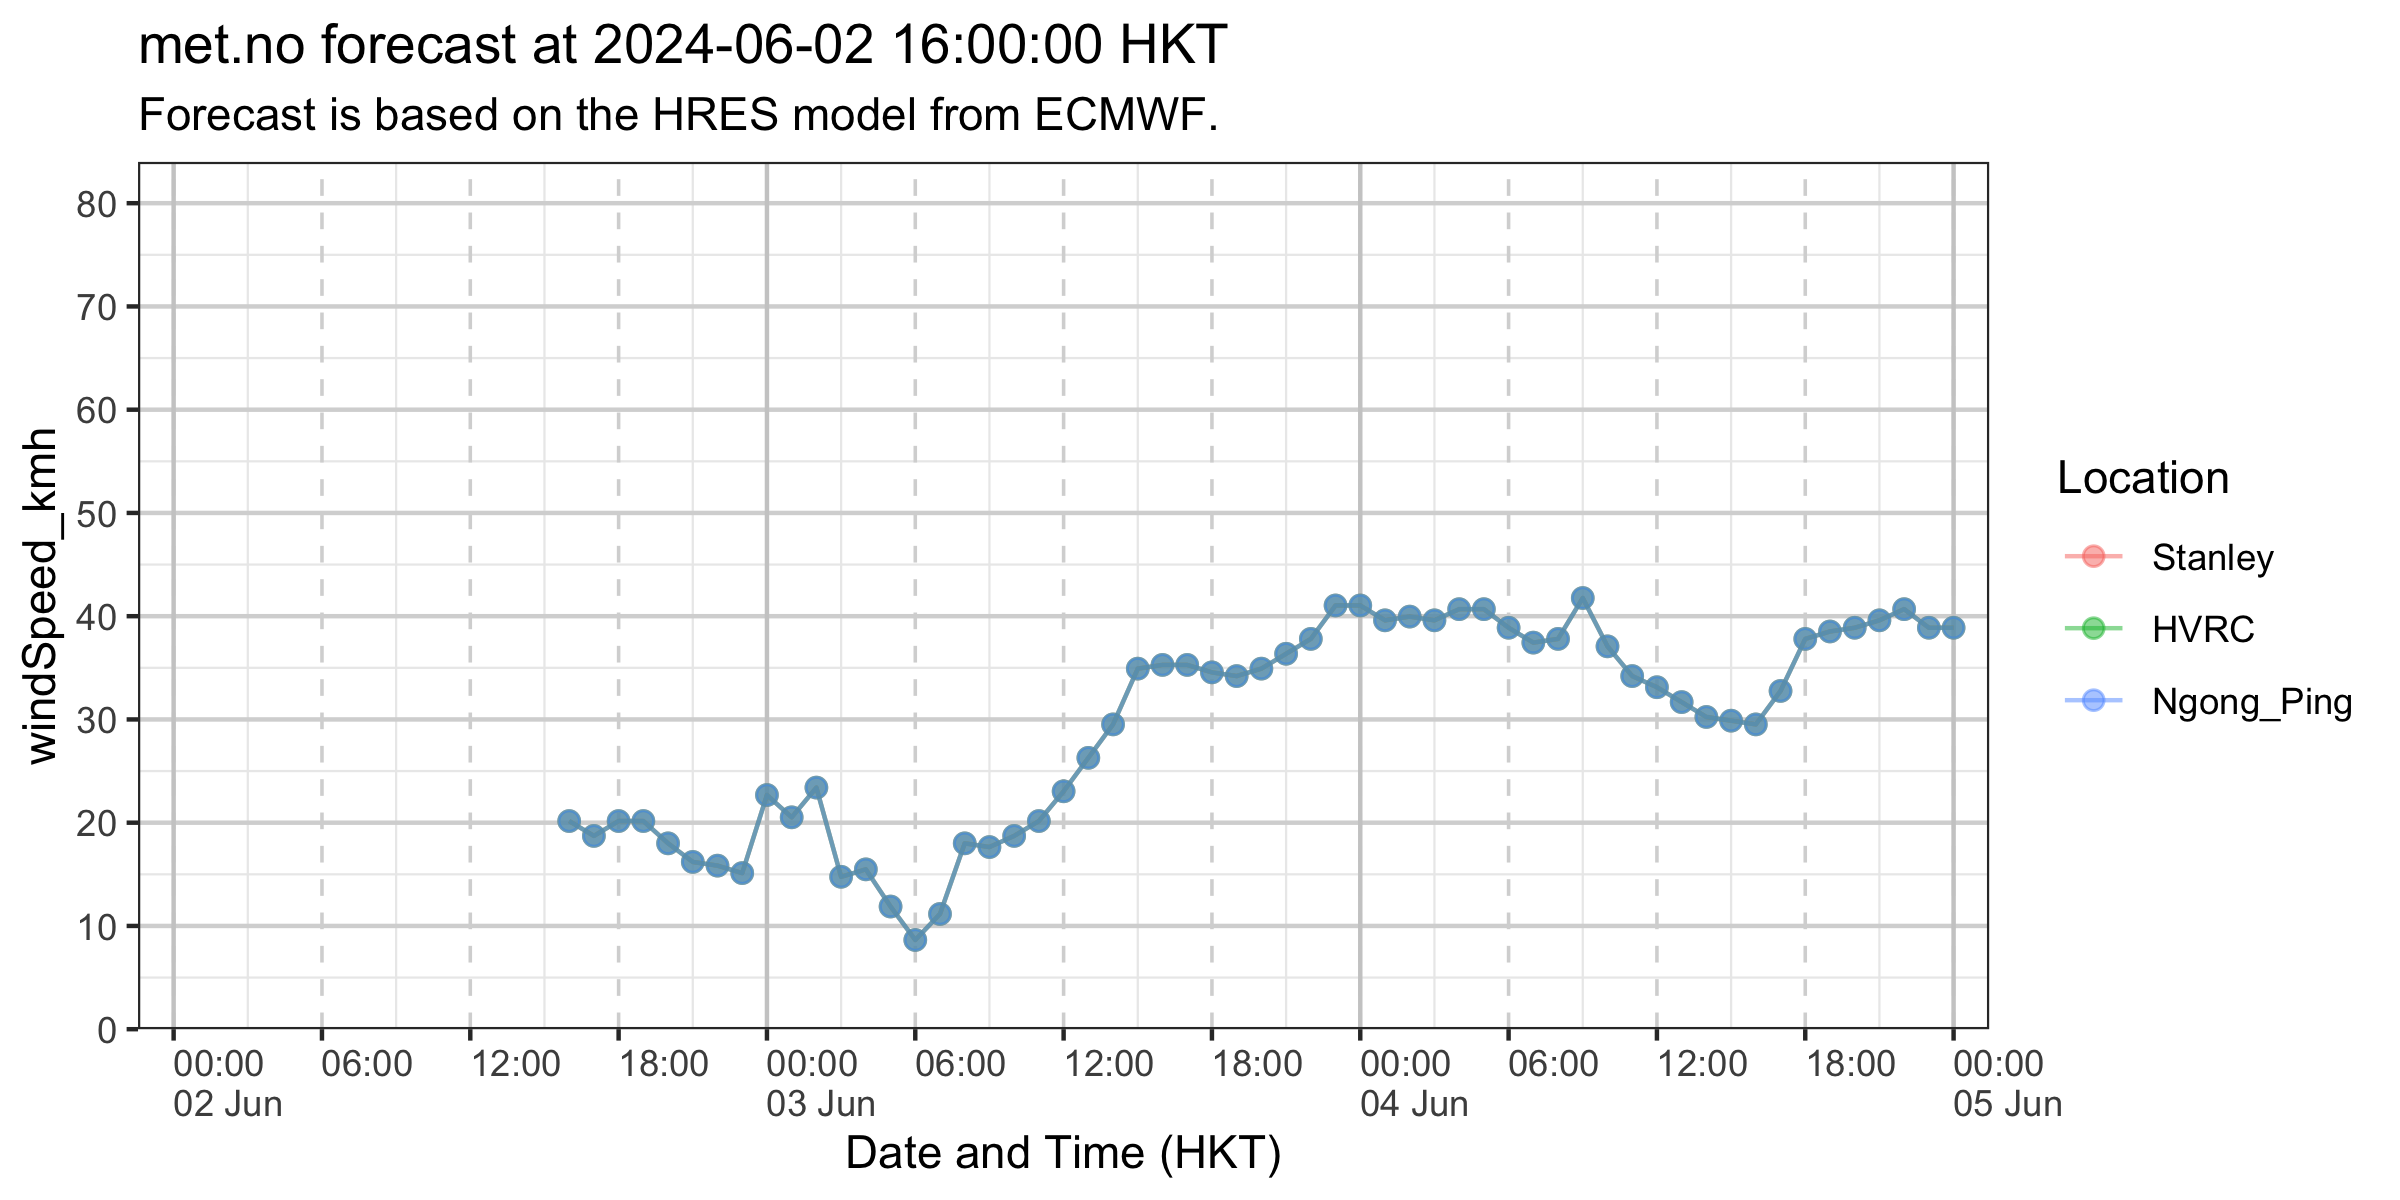 met.no forecast at 2024-06-02 16:00:00 HKT
Forecast is based on the HRES model from ECMWF.
windSpeed_kmh
80
70
60
50
40
30
20
10
0
00:00 06:00 12:00 18:00 00:00 06:00 12:00 18:00 00:00 06:00 12:00 18:00 00:00
02 Jun 03 Jun 04 Jun 05 Jun
Date and Time (HKT)
Location
Stanley
HVRC
Ngong_Ping